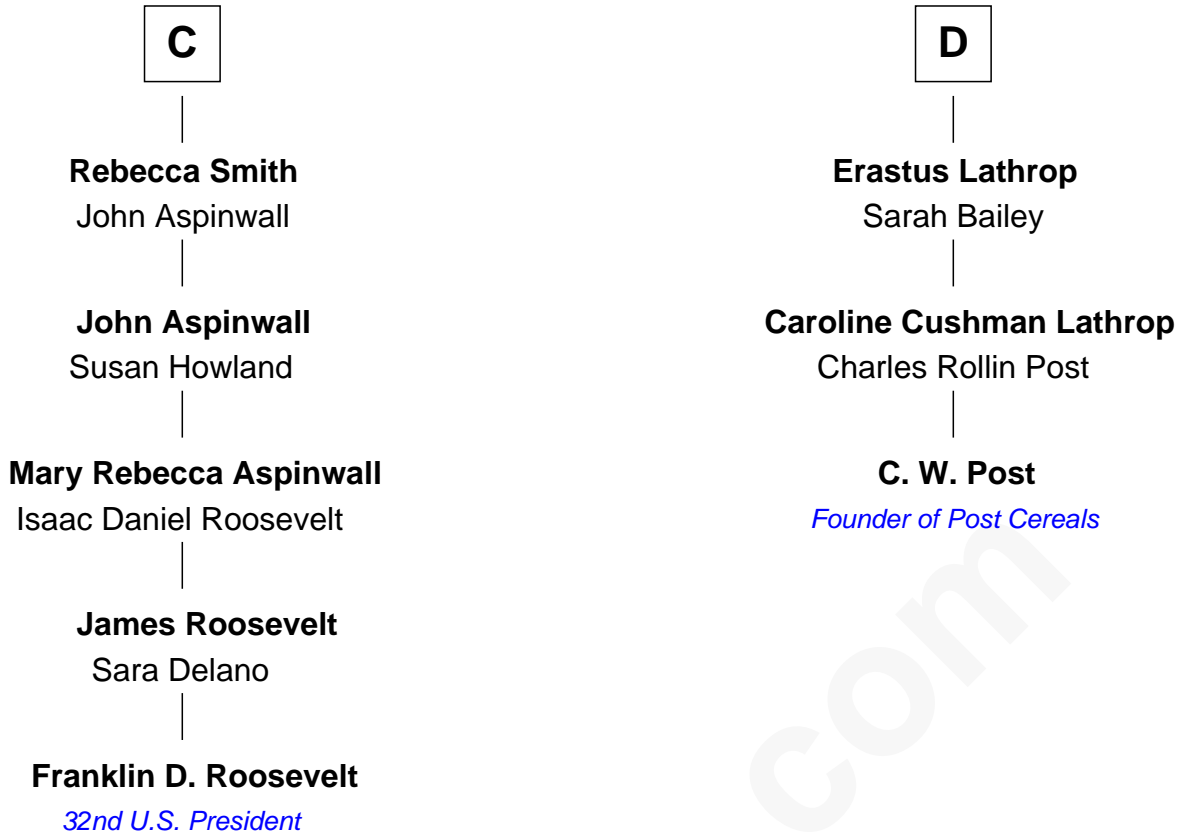 C
Rebecca Smith
John Aspinwall
John Aspinwall
Susan Howland
Mary Rebecca Aspinwall
Isaac Daniel Roosevelt
James Roosevelt
Sara Delano
Franklin D. Roosevelt
32nd U.S. President
D
Erastus Lathrop
Sarah Bailey
Caroline Cushman Lathrop
Charles Rollin Post
C. W. Post
Founder of Post Cereals
com